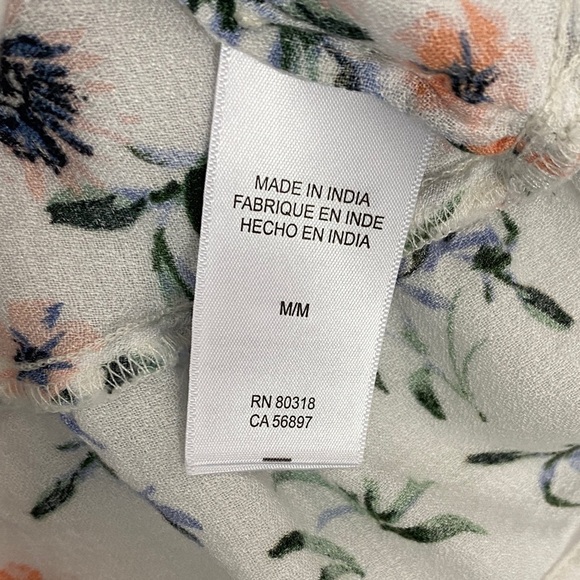 MADE IN INDIA
FABRIQUE EN INDE
HECHO EN INDIA
M/M
RN 80318
CA 56897